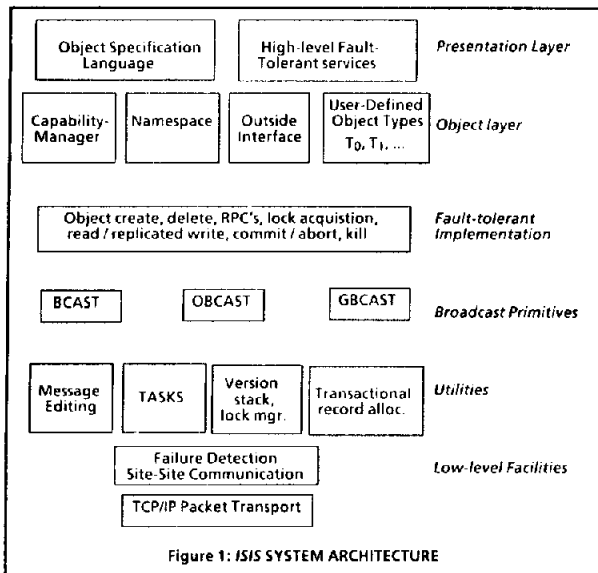 Object Specification
Language
High-level Fault-
Tolerant services
Presentation Layer
Capability-
Manager
Namespace
Outside
Interface
User-Defined
Object Types
T0, T1, ...
Object layer
Object create, delete, RPC's, lock acquistion,
read / replicated write, commit / abort, kill
Fault-tolerant
Implementation
BCAST
OBCAST
GBCAST
Broadcast Primitives
Message
Editing
TASKS
Version
stack,
lock mgr.
Transactional
record alloc.
Utilities
Failure Detection
Site-Site Communication
Low-level Facilities
TCP/IP Packet Transport
Figure 1: ISIS SYSTEM ARCHITECTURE